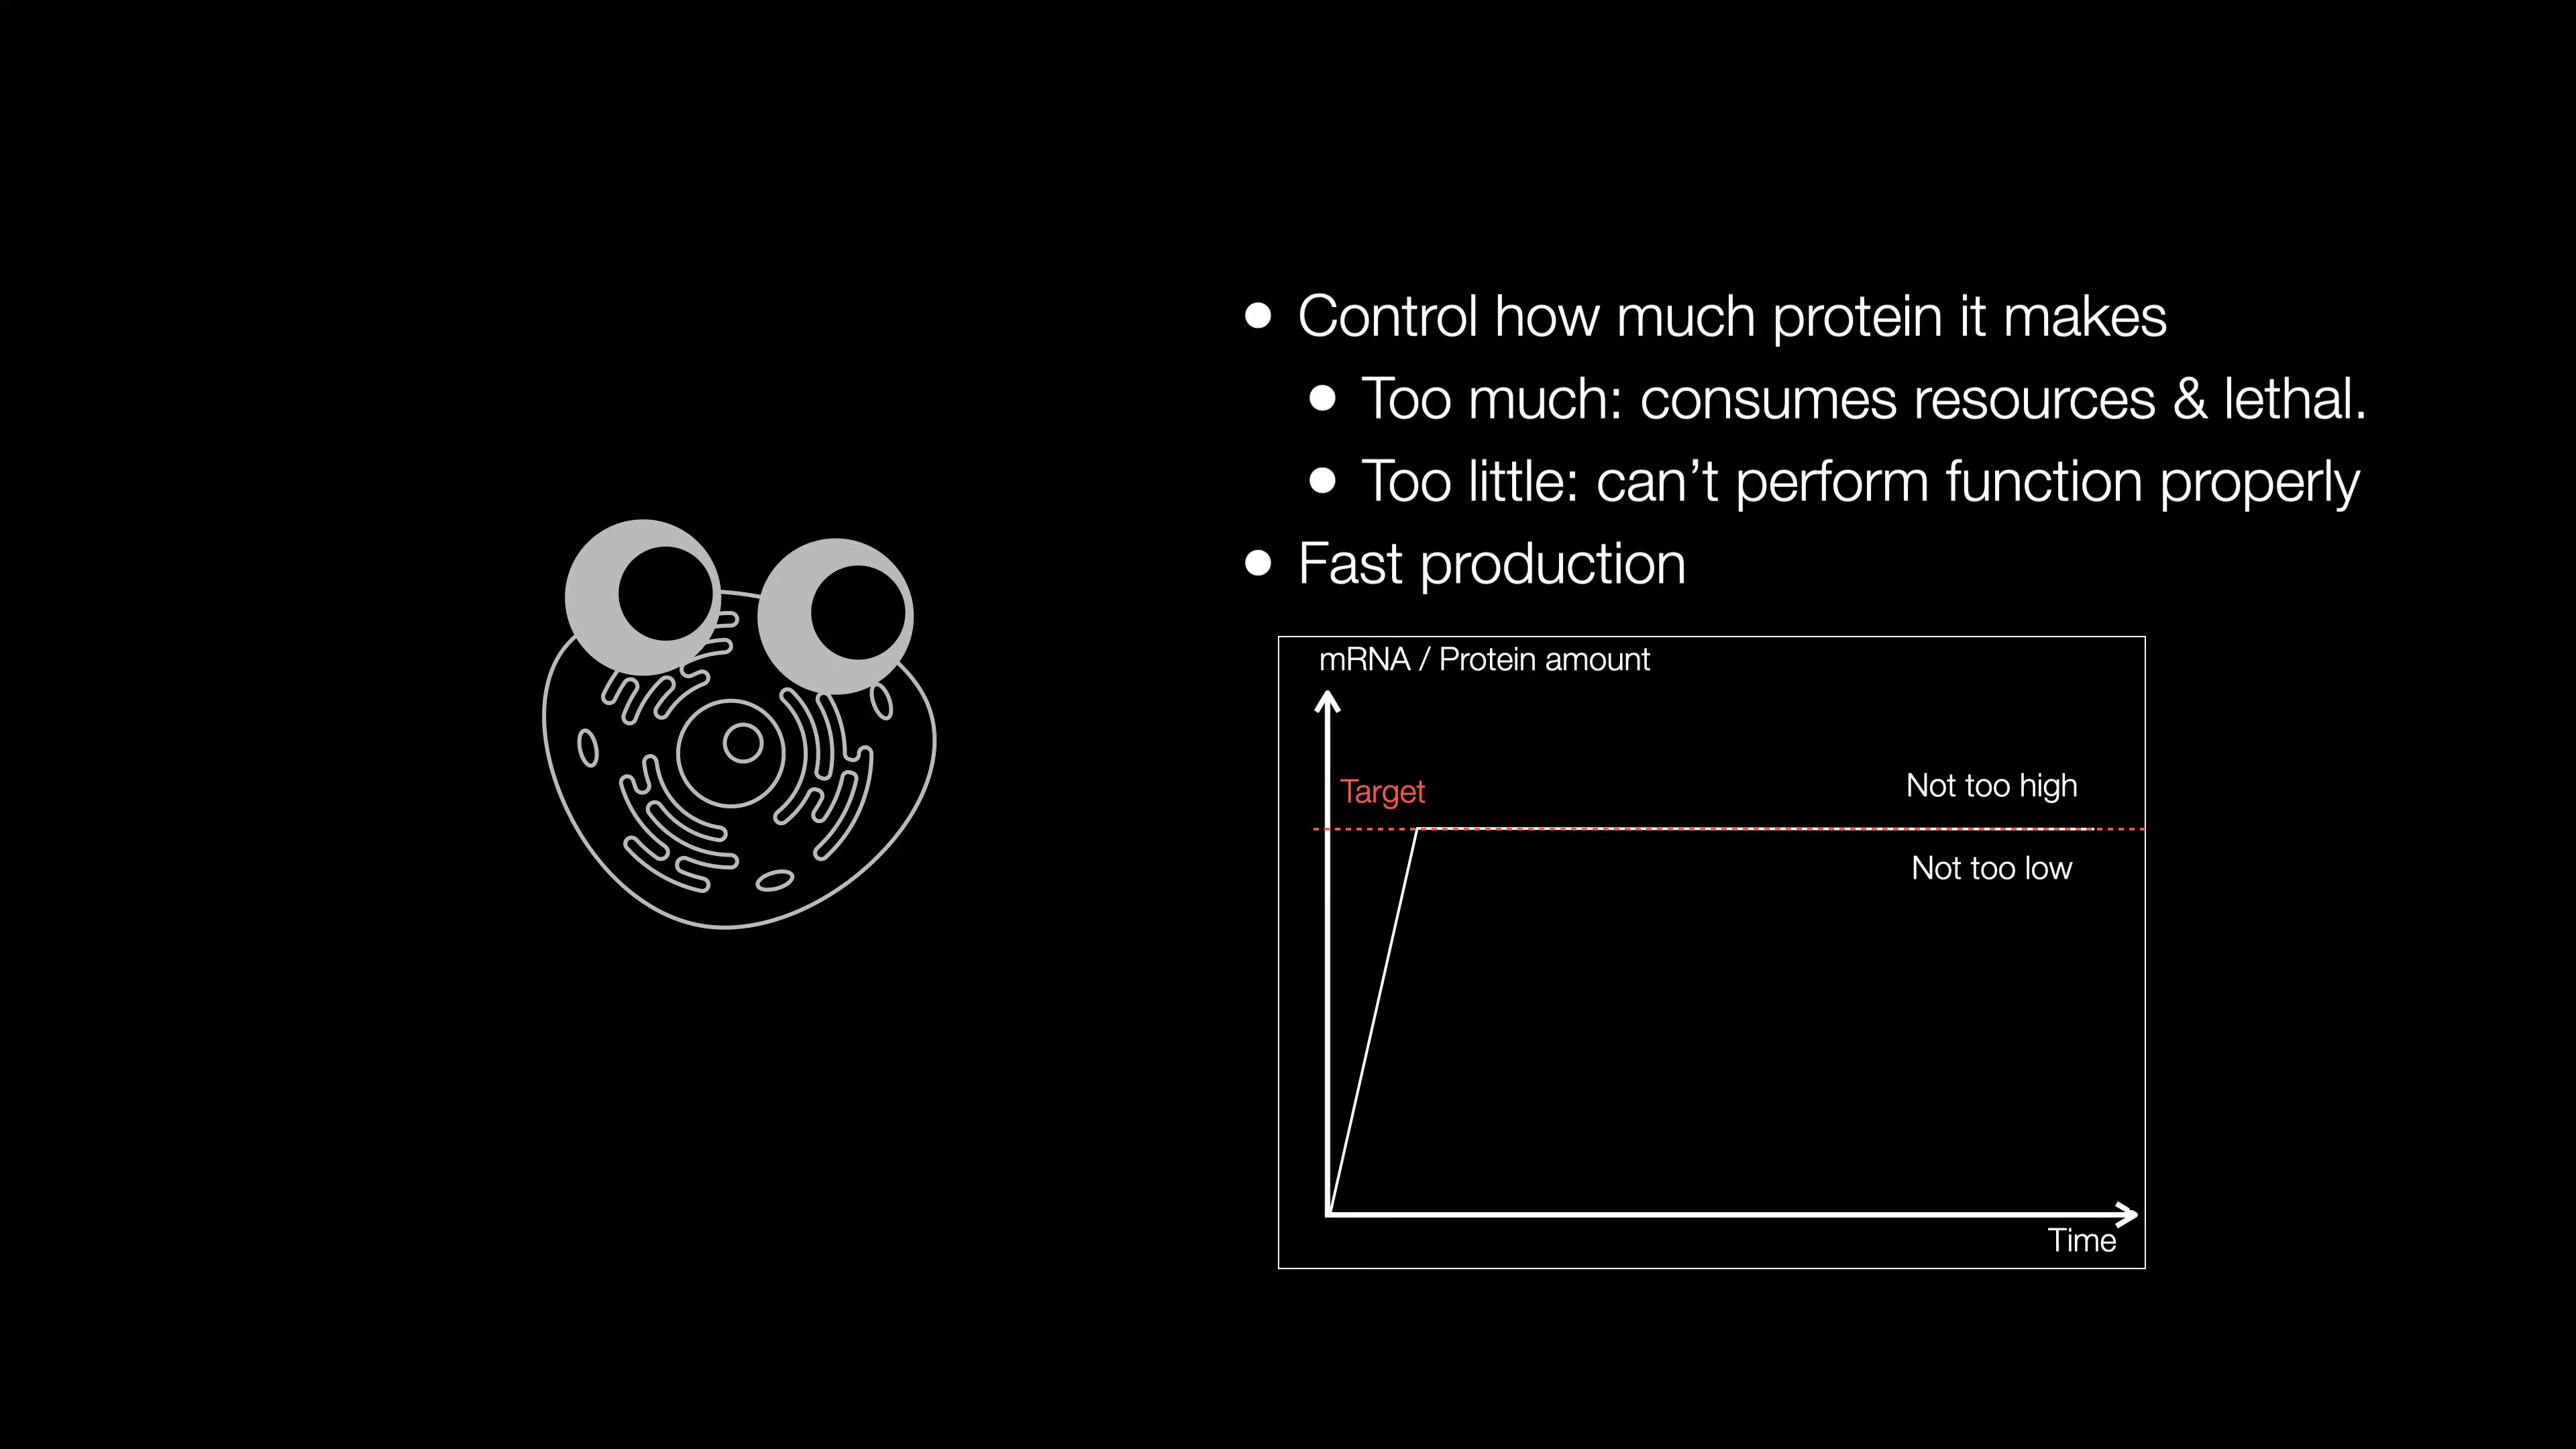 • Control how much protein it makes
• Too much: consumes resources & lethal.
• Too little: can’t perform function properly
• Fast production
mRNA / Protein amount
Target
Not too high
Not too low
Time